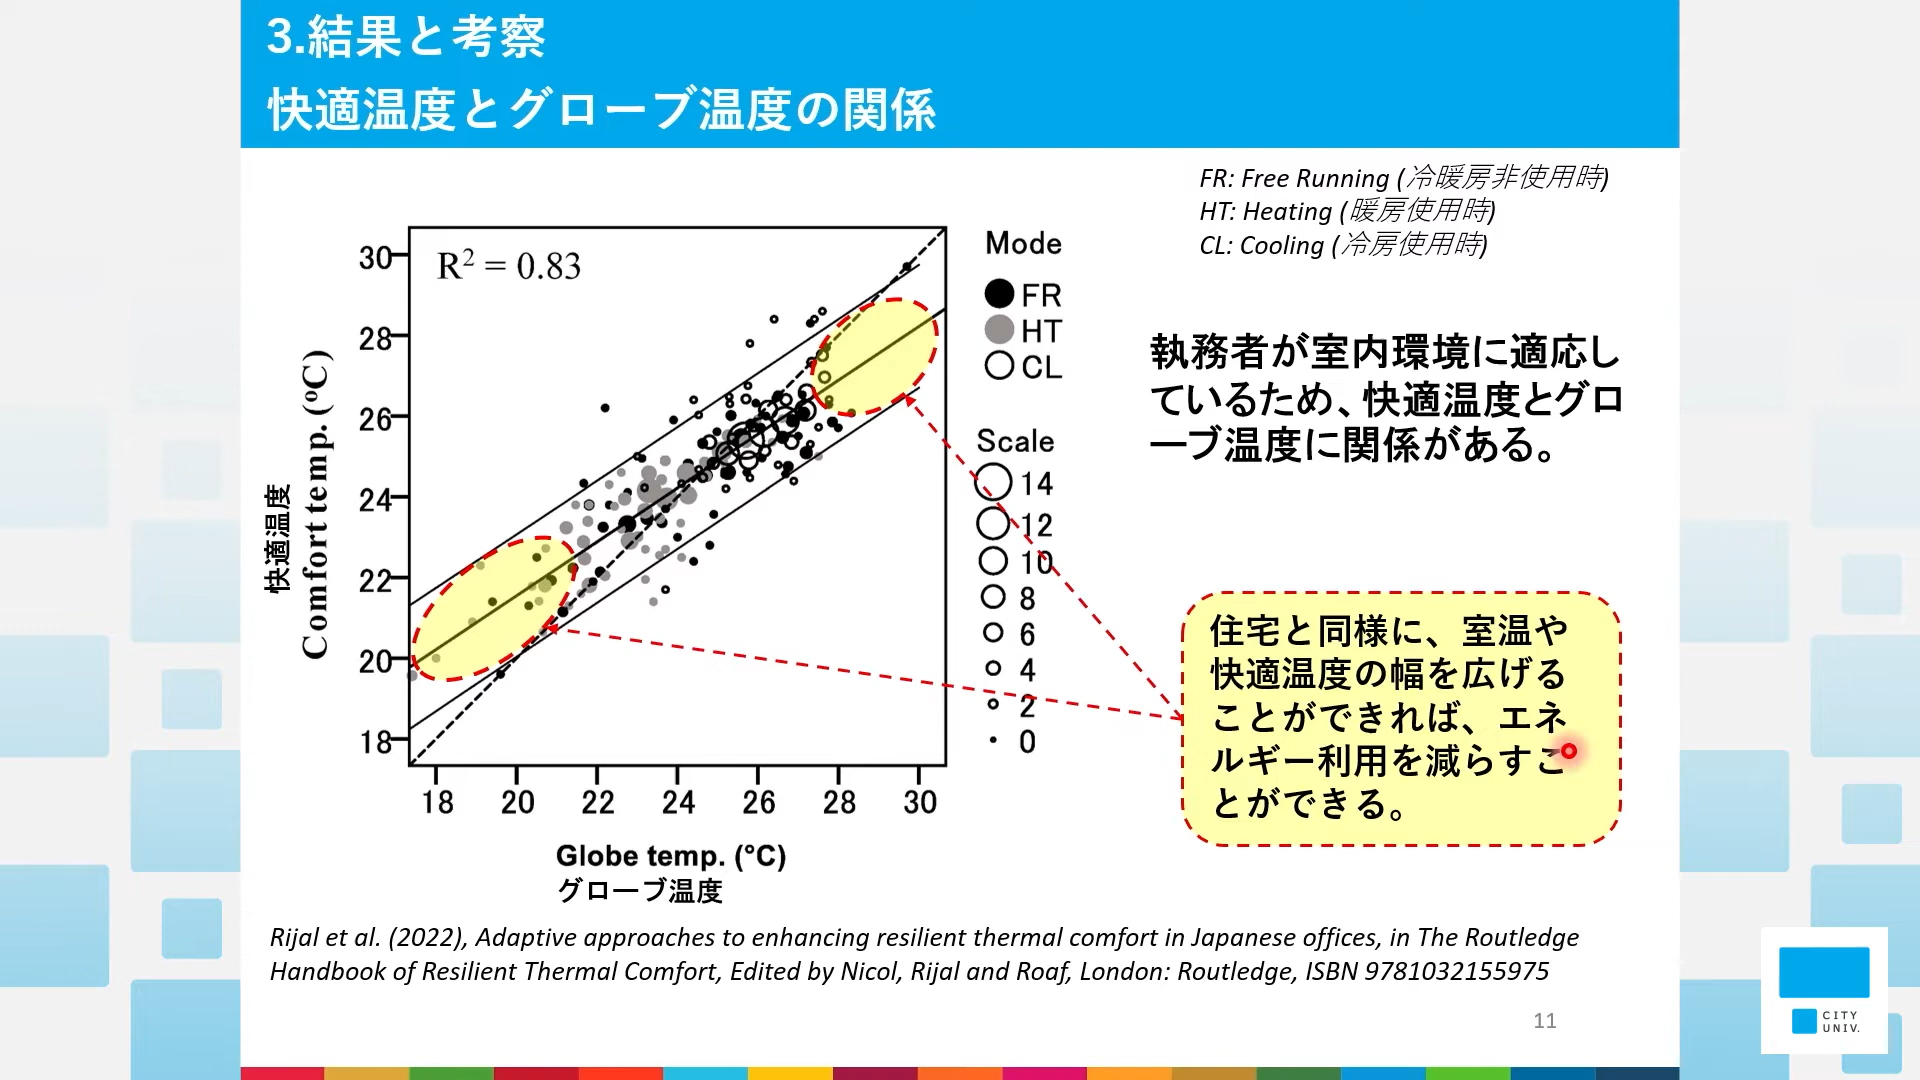 3.結果と考察
快適温度とグローブ温度の関係
FR: Free Running (冷暖房非使用時)
HT: Heating (暖房使用時)
CL: Cooling (冷房使用時)
R² = 0.83
30
28
26
24
22
20
18
快適温度
Comfort temp. (°C)
18 20 22 24 26 28 30
Globe temp. (°C)
グローブ温度
Mode
FR
HT
CL
Scale
14
12
10
8
6
4
2
0
執務者が室内環境に適応し
ているため、快適温度とグロ
ーブ温度に関係がある。
住宅と同様に、室温や
快適温度の幅を広げる
ことができれば、エネ
ルギー利用を減らすこ
とができる。
Rijal et al. (2022), Adaptive approaches to enhancing resilient thermal comfort in Japanese offices, in The Routledge
Handbook of Resilient Thermal Comfort, Edited by Nicol, Rijal and Roaf, London: Routledge, ISBN 9781032155975
11
CITY
UNIV.